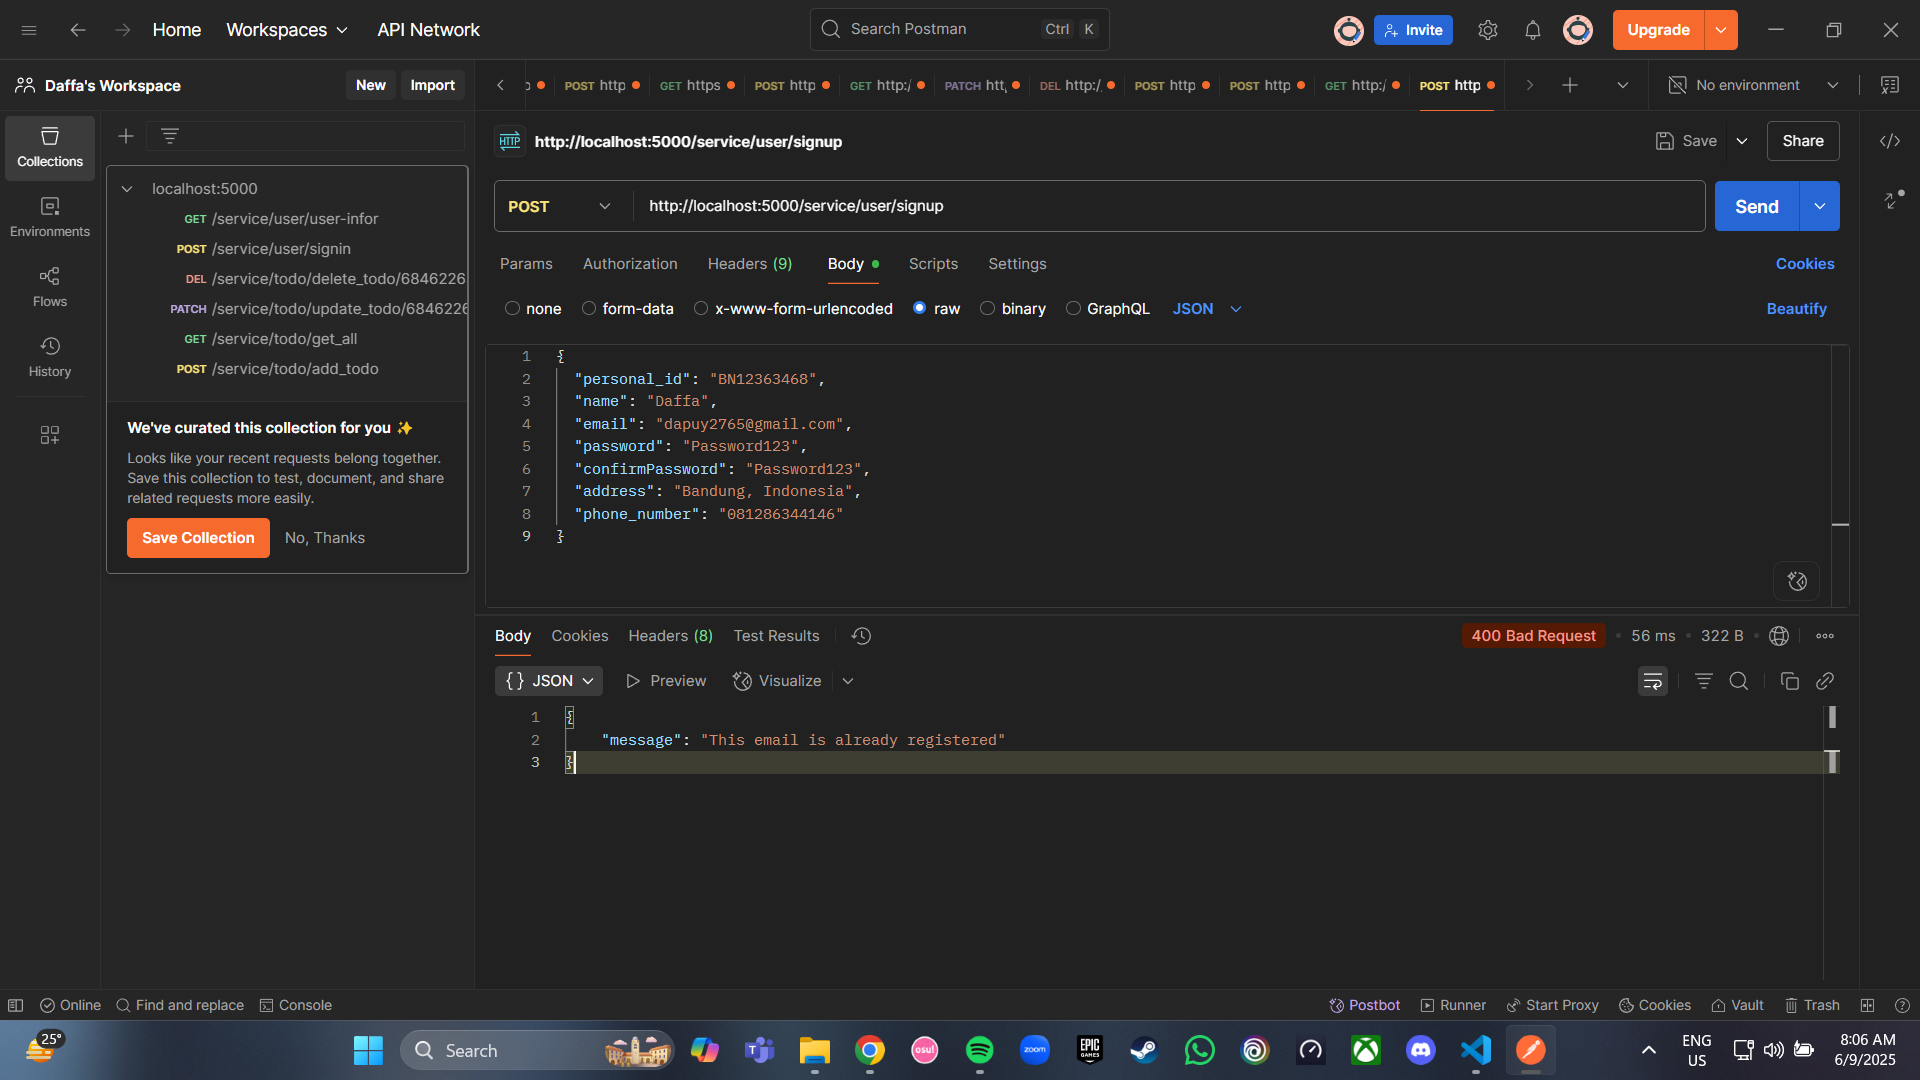 Home
Workspaces
API Network
Search Postman
Ctrl
K
Invite
Upgrade
Daffa's Workspace
New
Import
POST http
GET https
POST http
GET http:/
PATCH htt
DEL http:/
POST http
POST http
GET http:/
POST http
No environment
Collections
Environments
Flows
History
localhost:5000
GET /service/user/user-infor
POST /service/user/signin
DEL /service/todo/delete_todo/6846226
PATCH /service/todo/update_todo/6846226
GET /service/todo/get_all
POST /service/todo/add_todo
We've curated this collection for you ✨
Looks like your recent requests belong together.
Save this collection to test, document, and share
related requests more easily.
Save Collection
No, Thanks
HTTP
http://localhost:5000/service/user/signup
Save
Share
POST
http://localhost:5000/service/user/signup
Send
Params
Authorization
Headers (9)
Body
Scripts
Settings
Cookies
none
form-data
x-www-form-urlencoded
raw
binary
GraphQL
JSON
Beautify
1 {
2 "personal_id": "BN12363468",
3 "name": "Daffa",
4 "email": "dapuy2765@gmail.com",
5 "password": "Password123",
6 "confirmPassword": "Password123",
7 "address": "Bandung, Indonesia",
8 "phone_number": "081286344146"
9 }
Body
Cookies
Headers (8)
Test Results
400 Bad Request
56 ms
322 B
{} JSON
Preview
Visualize
1 {
2 "message": "This email is already registered"
3 }
Online
Find and replace
Console
Postbot
Runner
Start Proxy
Cookies
Vault
Trash
25°
Search
osu!
zoom
EPIC
GAMES
ENG
US
8:06 AM
6/9/2025